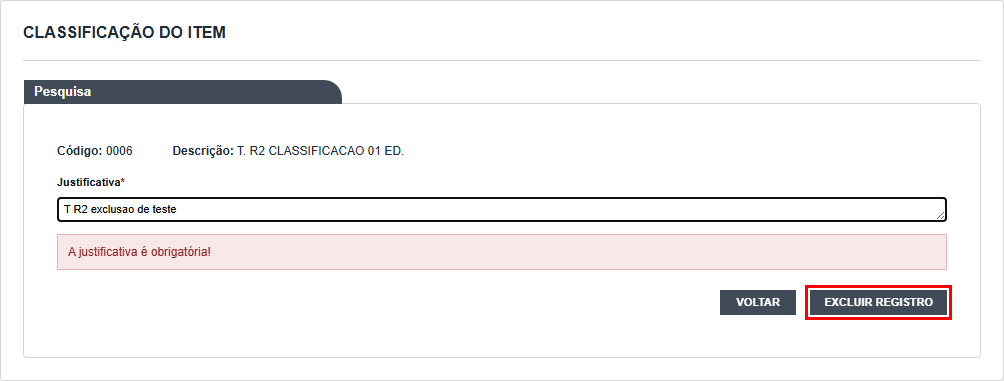 CLASSIFICAÇÃO DO ITEM
Pesquisa
Código: 0006 Descrição: T. R2 CLASSIFICACAO 01 ED.
Justificativa*
T R2 exclusao de teste
A justificativa é obrigatória!
VOLTAR EXCLUIR REGISTRO